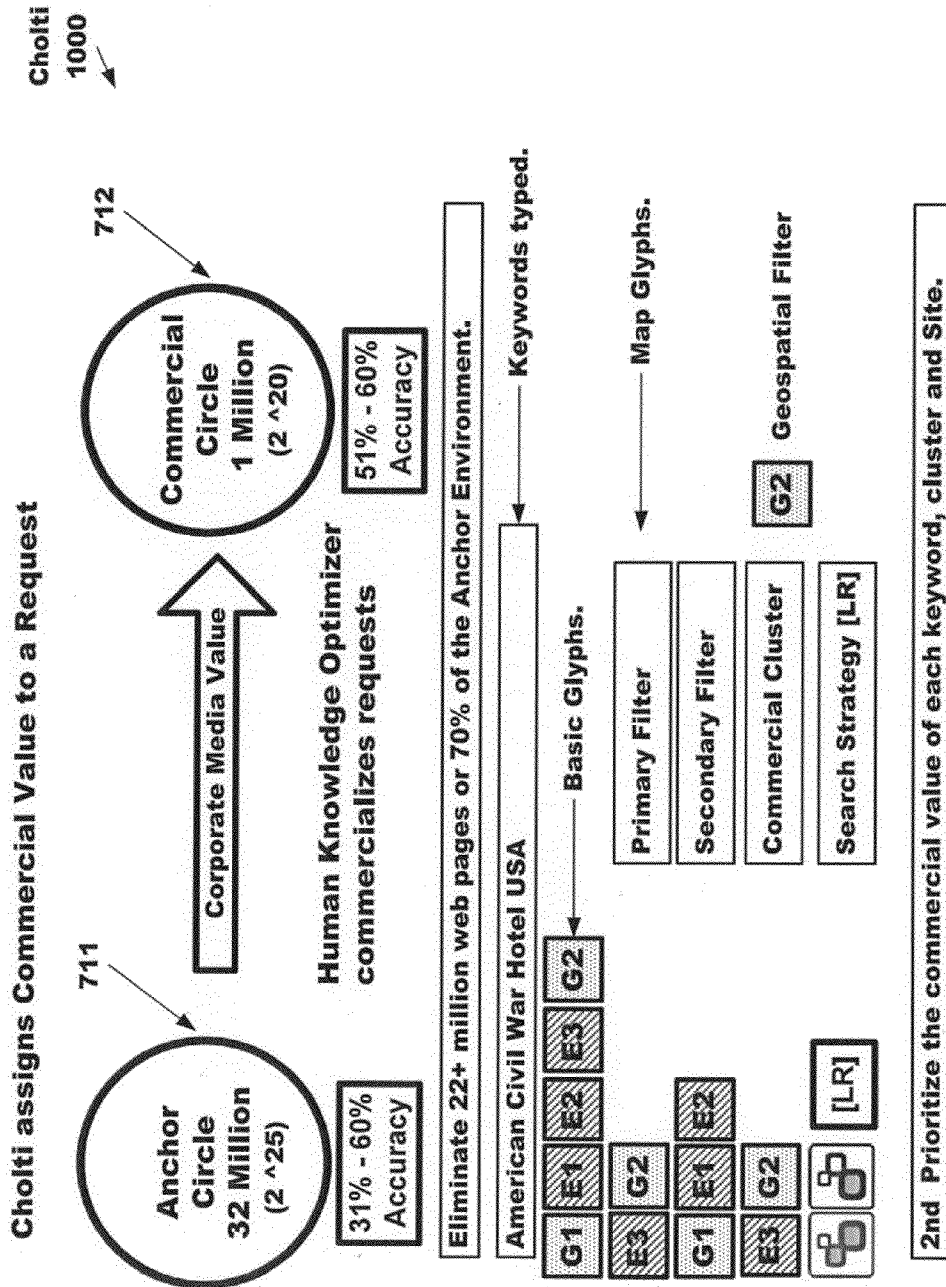 Cholti assigns Commercial Value to a Request
Cholti
1000
711
712
Anchor
Circle
32 Million
(2 ^25)
Corporate Media Value
Commercial
Circle
1 Million
(2 ^20)
31% - 60%
Accuracy
Human Knowledge Optimizer
commercializes requests
51% - 60%
Accuracy
Eliminate 22+ million web pages or 70% of the Anchor Environment.
American Civil War Hotel USA
Keywords typed.
G1 E1 E2 E3 G2
Basic Glyphs.
E3 G2
Primary Filter
Map Glyphs.
G1 E1 E2
Secondary Filter
E3 G2
Commercial Cluster
G2 Geospatial Filter
[LR]
Search Strategy [LR]
2nd Prioritize the commercial value of each keyword, cluster and Site.